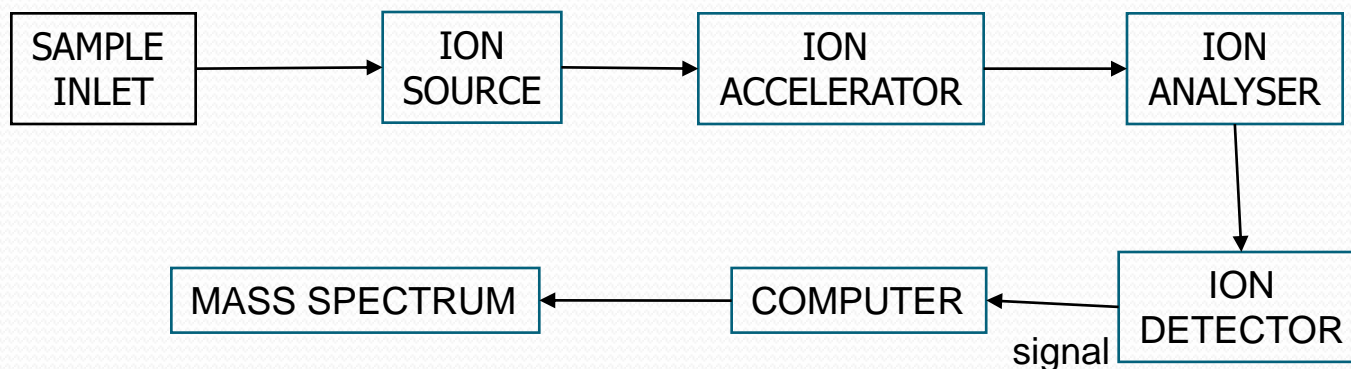 SAMPLE
INLET
ION
SOURCE
ION
ACCELERATOR
ION
ANALYSER
ION
DETECTOR
signal
COMPUTER
MASS SPECTRUM